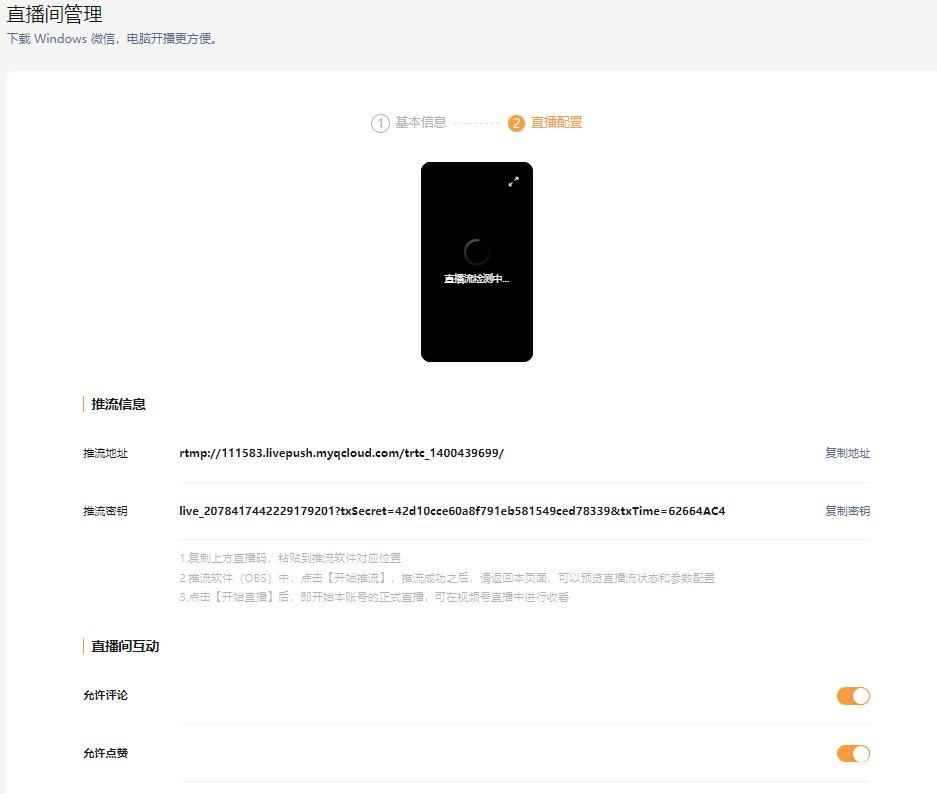 直播间管理
下载 Windows 微信，电脑开播更方便。
1 基本信息 2 直播配置
直播流检测中...
推流信息
推流地址 rtmp://111583.livepush.myqcloud.com/trtc_1400439699/ 复制地址
推流密钥 live_2078417442229179201?txSecret=42d10cce60a8f791eb581549ced78339&txTime=62664AC4 复制密钥
1.复制上方直播码，粘贴到推流软件对应位置
2.推流软件（OBS）中，点击【开始推流】，推流成功之后，请返回本页面，可以预览直播流状态和参数配置
3.点击【开始直播】后，即开始本账号的正式直播，可在视频号直播中进行收看
直播间互动
允许评论
允许点赞